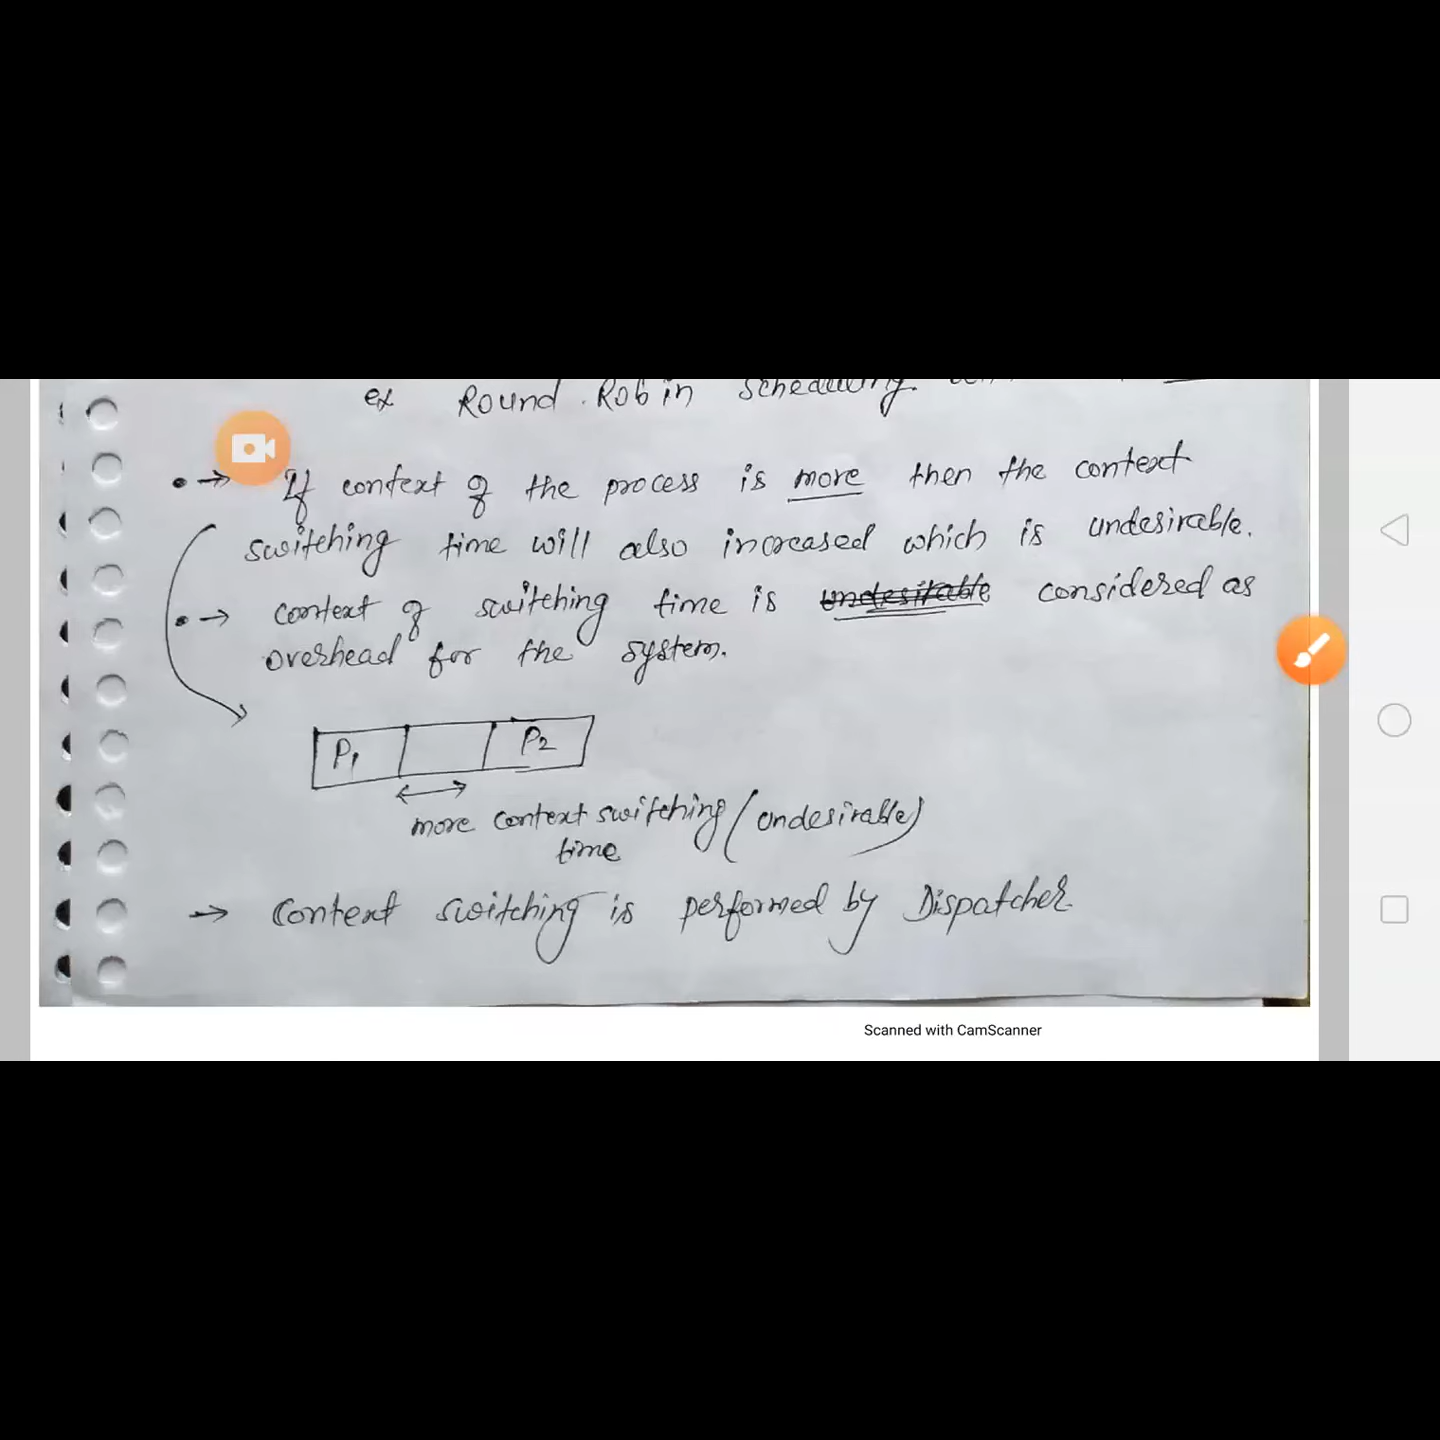 ex Round Robin scheduling.
•→ If context of the process is more then the context
switching time will also increased which is undesirable.
•→ context of switching time is undesirable considered as
overhead for the system.
P1 P2
more context switching (undesirable)
time
→ Context switching is performed by Dispatcher.
Scanned with CamScanner